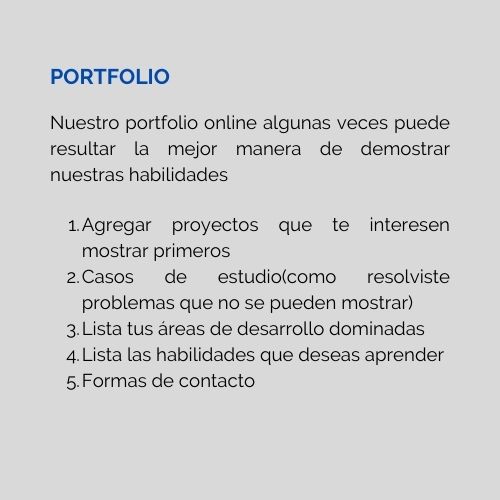 PORTFOLIO
Nuestro portfolio online algunas veces puede
resultar la mejor manera de demostrar
nuestras habilidades
1. Agregar proyectos que te interesen
mostrar primeros
2. Casos de estudio(como resolviste
problemas que no se pueden mostrar)
3. Lista tus áreas de desarrollo dominadas
4. Lista las habilidades que deseas aprender
5. Formas de contacto